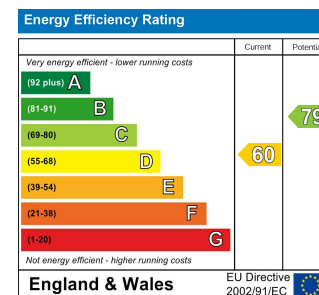 Energy Efficiency Rating
Current
Potentia
Very energy efficient - lower running costs
(92 plus) A
(81-91) B
79
(69-80) C
(55-68) D
60
(39-54) E
(21-38) F
(1-20) G
Not energy efficient - higher running costs
England & Wales
EU Directive
2002/91/EC